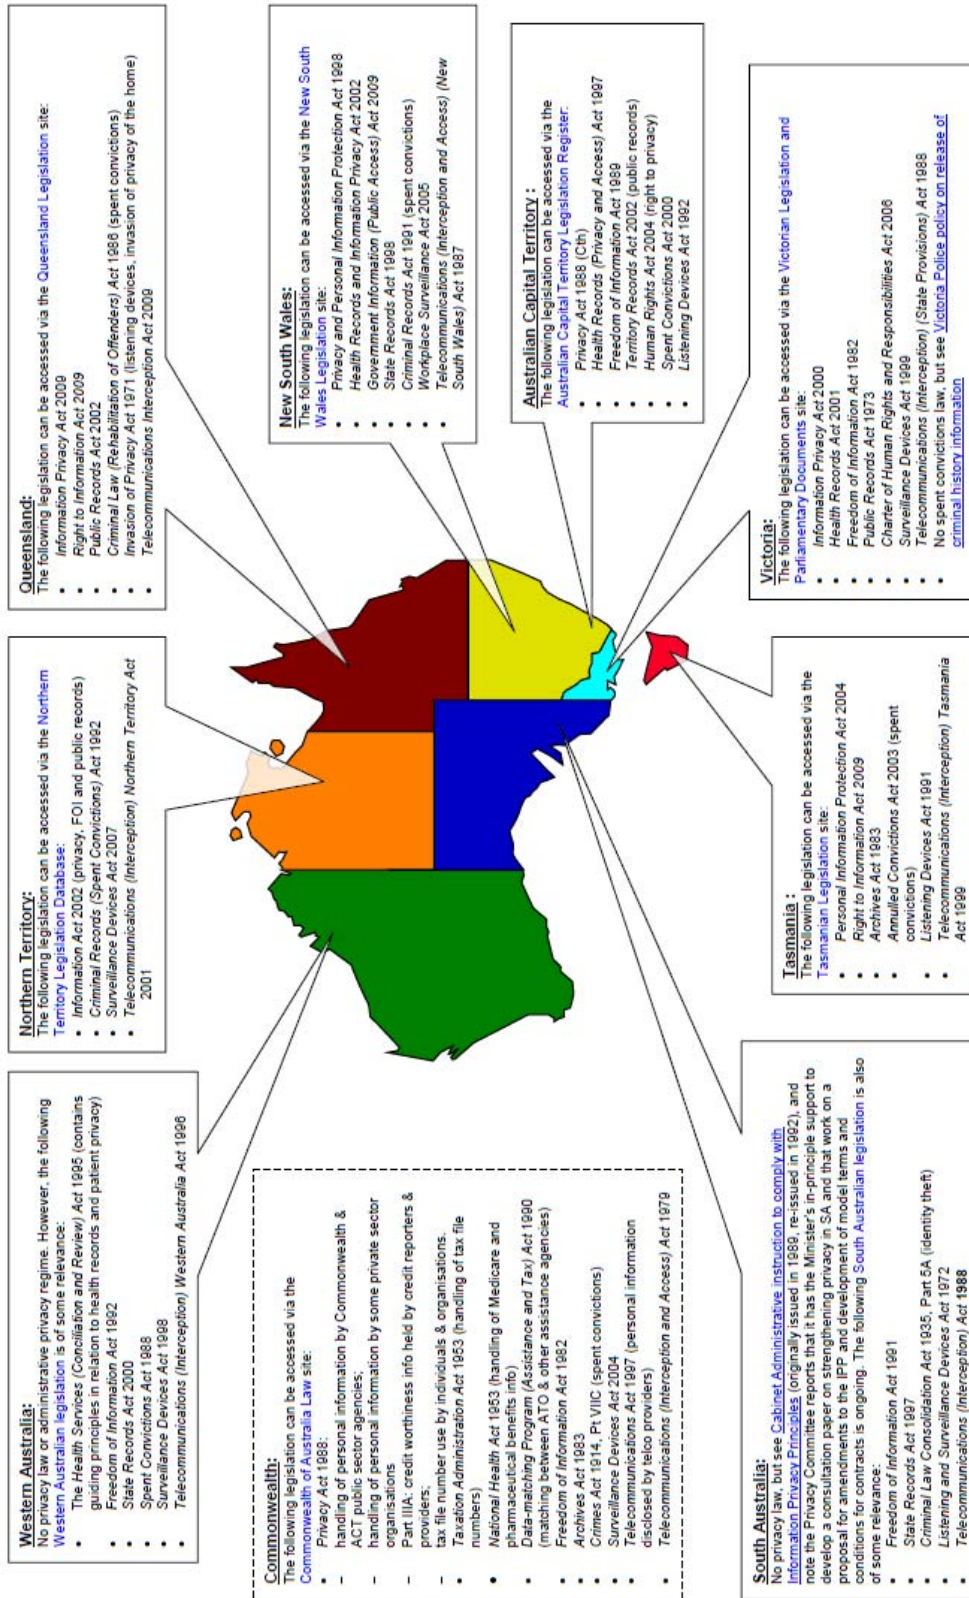 Western Australia:
No privacy law or administrative privacy regime. However, the following
Western Australian legislation is of some relevance:
• The Health Services (Conciliation and Review) Act 1995 (contains
guiding principles in relation to health records and patient privacy)
• Freedom of Information Act 1992
• State Records Act 2000
• Spent Convictions Act 1988
• Surveillance Devices Act 1998
• Telecommunications (Interception) Western Australia Act 1996
Northern Territory:
The following legislation can be accessed via the Northern
Territory Legislation Database:
• Information Act 2002 (privacy, FOI and public records)
• Criminal Records (Spent Convictions) Act 1992
• Surveillance Devices Act 2007
• Telecommunications (Interception) Northern Territory Act
2001
Queensland:
The following legislation can be accessed via the Queensland Legislation site:
• Information Privacy Act 2009
• Right to Information Act 2009
• Public Records Act 2002
• Criminal Law (Rehabilitation of Offenders) Act 1986 (spent convictions)
• Invasion of Privacy Act 1971 (listening devices, invasion of privacy of the home)
• Telecommunications Interception Act 2009
Commonwealth:
The following legislation can be accessed via the
Commonwealth of Australia Law site:
• Privacy Act 1988:
– handling of personal information by Commonwealth &
ACT public sector agencies;
– handling of personal information by some private sector
organisations
– Part IIIA: credit worthiness info held by credit reporters &
providers;
– tax file number use by individuals & organisations.
• Taxation Administration Act 1953 (handling of tax file
numbers)
• National Health Act 1953 (handling of Medicare and
pharmaceutical benefits info)
• Data-matching Program (Assistance and Tax) Act 1990
(matching between ATO & other assistance agencies)
• Freedom of Information Act 1982
• Archives Act 1983
• Crimes Act 1914, Pt VIIC (spent convictions)
• Surveillance Devices Act 2004
• Telecommunications Act 1997 (personal information
disclosed by telco providers)
• Telecommunications (Interception and Access) Act 1979
New South Wales:
The following legislation can be accessed via the New South
Wales Legislation site:
• Privacy and Personal Information Protection Act 1998
• Health Records and Information Privacy Act 2002
• Government Information (Public Access) Act 2009
• State Records Act 1998
• Criminal Records Act 1991 (spent convictions)
• Workplace Surveillance Act 2005
• Telecommunications (Interception and Access) (New
South Wales) Act 1987
Australian Capital Territory :
The following legislation can be accessed via the
Australian Capital Territory Legislation Register:
• Privacy Act 1988 (Cth)
• Health Records (Privacy and Access) Act 1997
• Freedom of Information Act 1989
• Territory Records Act 2002 (public records)
• Human Rights Act 2004 (right to privacy)
• Spent Convictions Act 2000
• Listening Devices Act 1992
South Australia:
No privacy law, but see Cabinet Administrative instruction to comply with
Information Privacy Principles (originally issued in 1989, re-issued in 1992), and
note the Privacy Committee reports that it has the Minister's in-principle support to
develop a consultation paper on strengthening privacy in SA and that work on a
proposal for amendments to the IPP and development of model terms and
conditions for contracts is ongoing. The following South Australian legislation is also
of some relevance:
• Freedom of Information Act 1991
• State Records Act 1997
• Criminal Law Consolidation Act 1935, Part 5A (identity theft)
• Listening and Surveillance Devices Act 1972
• Telecommunications (Interception) Act 1988
Tasmania :
The following legislation can be accessed via the
Tasmanian Legislation site:
• Personal Information Protection Act 2004
• Right to Information Act 2009
• Archives Act 1983
• Annulled Convictions Act 2003 (spent
convictions)
• Listening Devices Act 1991
• Telecommunications (Interception) Tasmania
Act 1999
Victoria:
The following legislation can be accessed via the Victorian Legislation and
Parliamentary Documents site:
• Information Privacy Act 2000
• Health Records Act 2001
• Freedom of Information Act 1982
• Public Records Act 1973
• Charter of Human Rights and Responsibilities Act 2006
• Surveillance Devices Act 1999
• Telecommunications (Interception) (State Provisions) Act 1988
• No spent convictions law, but see Victoria Police policy on release of
criminal history information